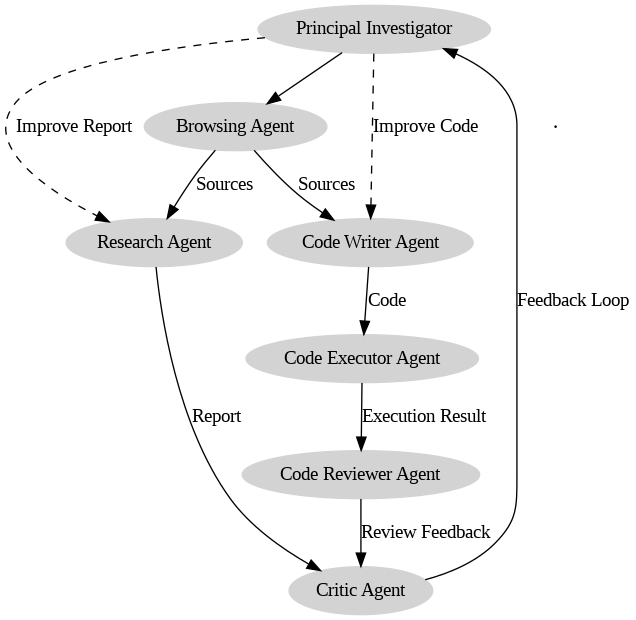 Principal Investigator
Improve Report
Browsing Agent
Improve Code
.
Sources
Sources
Research Agent
Code Writer Agent
Code
Feedback Loop
Code Executor Agent
Report
Execution Result
Code Reviewer Agent
Review Feedback
Critic Agent